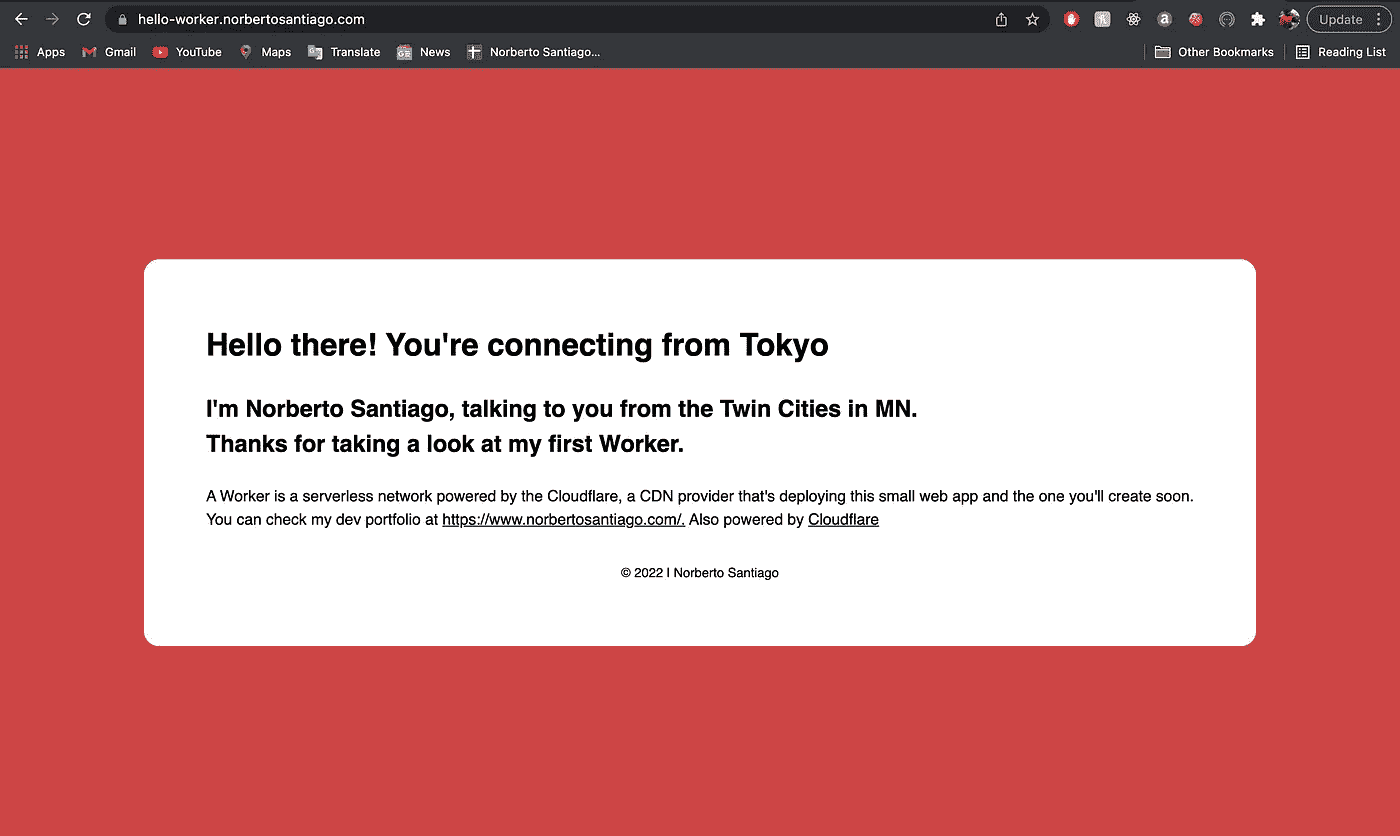 hello-worker.norbertosantiago.com
Update
Apps
Gmail
YouTube
Maps
Translate
News
Norberto Santiago...
Other Bookmarks
Reading List
Hello there! You're connecting from Tokyo
I'm Norberto Santiago, talking to you from the Twin Cities in MN.
Thanks for taking a look at my first Worker.
A Worker is a serverless network powered by the Cloudflare, a CDN provider that's deploying this small web app and the one you'll create soon.
You can check my dev portfolio at https://www.norbertosantiago.com/. Also powered by Cloudflare
© 2022 I Norberto Santiago